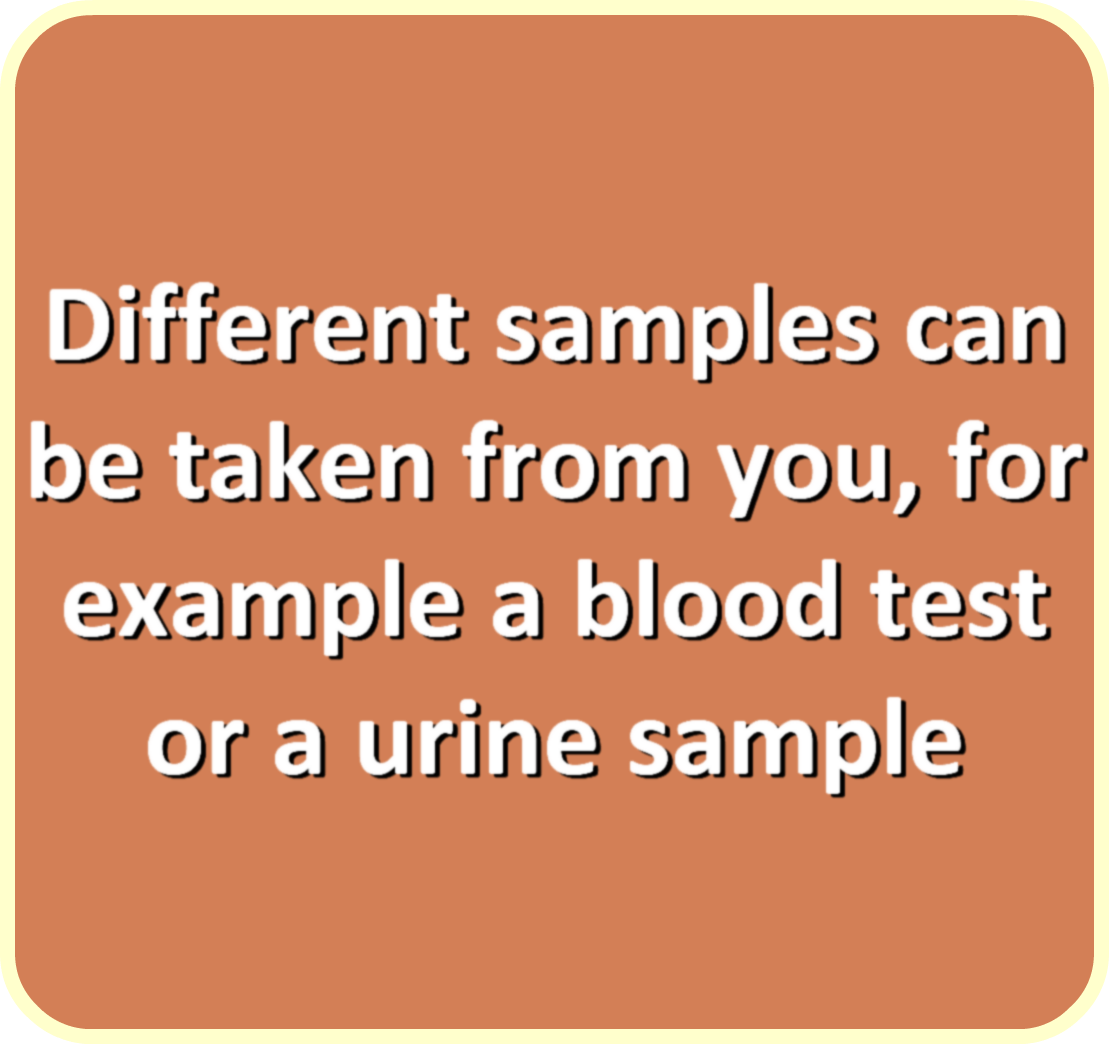 Different samples can
be taken from you, for
example a blood test
or a urine sample